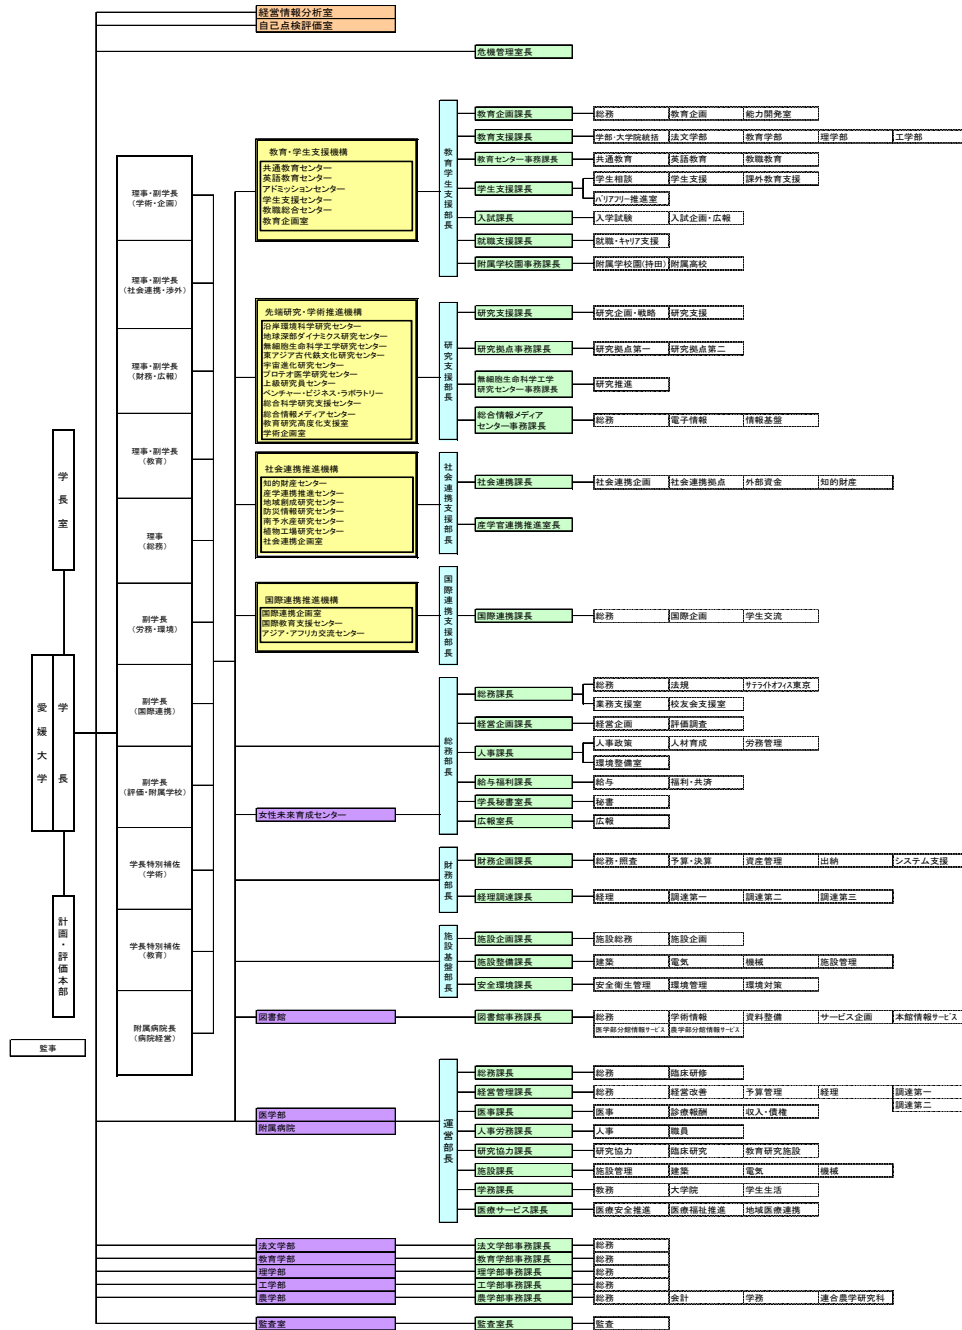 経営情報分析室
自己点検評価室
危機管理室長
教育学生支援部長
教育企画課長
総務 教育企画 能力開発室
教育支援課長
学部・大学院統括 法文学部 教育学部 理学部 工学部
教育センター事務課長
共通教育 英語教育 教職教育
学生支援課長
学生相談 学生支援 課外教育支援
バリアフリー推進室
入試課長
入学試験 入試企画・広報
就職支援課長
就職・キャリア支援
附属学校園事務課長
附属学校園(持田) 附属高校
教育・学生支援機構
共通教育センター
英語教育センター
アドミッションセンター
学生支援センター
教職総合センター
教育企画室
理事・副学長
(学術・企画)
理事・副学長
(社会連携・渉外)
理事・副学長
(財務・広報)
理事・副学長
(教育)
理事
(総務)
副学長
(労務・環境)
副学長
(国際連携)
副学長
(評価・附属学校)
学長特別補佐
(学術)
学長特別補佐
(教育)
附属病院長
(病院経営)
先端研究・学術推進機構
沿岸環境科学研究センター
地球深部ダイナミクス研究センター
無細胞生命科学工学研究センター
東アジア古代鉄文化研究センター
宇宙進化研究センター
プロテオ医学研究センター
上級研究員センター
ベンチャー・ビジネス・ラボラトリー
総合科学研究支援センター
総合情報メディアセンター
教育研究高度化支援室
学術企画室
研究支援部長
研究支援課長
研究企画・戦略 研究支援
研究拠点事務課長
研究拠点第一 研究拠点第二
無細胞生命科学工学
研究センター事務課長
研究推進
総合情報メディア
センター事務課長
総務 電子情報 情報基盤
社会連携推進機構
知的財産センター
産学連携推進センター
地域創成研究センター
防災情報研究センター
南予水産研究センター
植物工場研究センター
社会連携企画室
社会連携支援部長
社会連携課長
社会連携企画 社会連携拠点 外部資金 知的財産
産学官連携推進室長
国際連携推進機構
国際連携企画室
国際教育支援センター
アジア・アフリカ交流センター
国際連携支援部長
国際連携課長
総務 国際企画 学生交流
学長室
愛媛大学
学長
計画・評価本部
監事
総務部長
総務課長
総務 法規 サテライトオフィス東京
業務支援室 校友会支援室
経営企画課長
経営企画 評価調査
人事課長
人事政策 人材育成 労務管理
環境整備室
給与福利課長
給与 福利・共済
学長秘書室長
秘書
広報室長
広報
女性未来育成センター
財務部長
財務企画課長
総務・照査 予算・決算 資産管理 出納 システム支援
経理調達課長
経理 調達第一 調達第二 調達第三
施設基盤部長
施設企画課長
施設総務 施設企画
施設整備課長
建築 電気 機械 施設管理
安全環境課長
安全衛生管理 環境管理 環境対策
図書館
図書館事務課長
総務 学術情報 資料整備 サービス企画 本館情報サービス
医学部分館情報サービス 農学部分館情報サービス
医学部
附属病院
運営部長
総務課長
総務 臨床研修
経営管理課長
総務 経営改善 予算管理 経理 調達第一
調達第二
医事課長
医事 診療報酬 収入・債権
人事労務課長
人事 職員
研究協力課長
研究協力 臨床研究 教育研究施設
施設課長
施設管理 建築 電気 機械
学務課長
教務 大学院 学生生活
医療サービス課長
医療安全推進 医療福祉推進 地域医療連携
法文学部
法文学部事務課長
総務
教育学部
教育学部事務課長
総務
理学部
理学部事務課長
総務
工学部
工学部事務課長
総務
農学部
農学部事務課長
総務 会計 学務 連合農学研究科
監査室
監査室長
監査